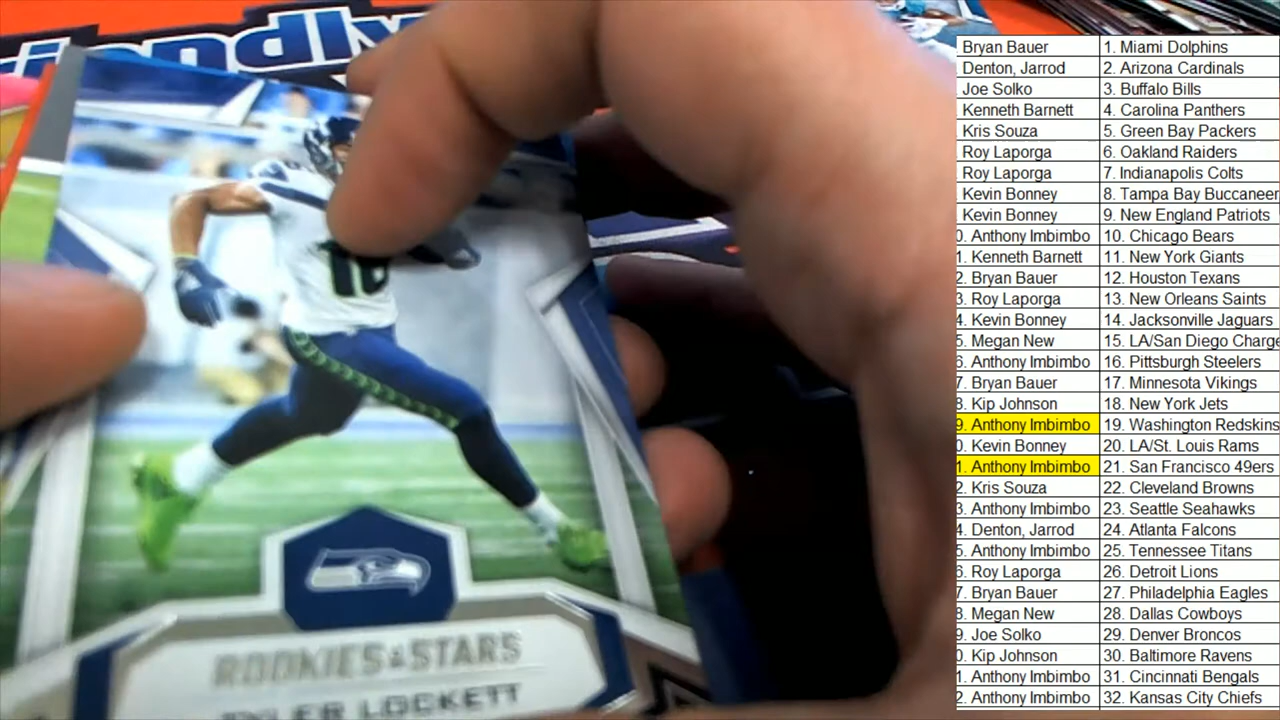 iendly
16
ROOKIES & STARS
TYLER LOCKETT
Bryan Bauer 1. Miami Dolphins
Denton, Jarrod 2. Arizona Cardinals
Joe Solko 3. Buffalo Bills
Kenneth Barnett 4. Carolina Panthers
Kris Souza 5. Green Bay Packers
Roy Laporga 6. Oakland Raiders
Roy Laporga 7. Indianapolis Colts
Kevin Bonney 8. Tampa Bay Buccaneer
Kevin Bonney 9. New England Patriots
0. Anthony Imbimbo 10. Chicago Bears
1. Kenneth Barnett 11. New York Giants
2. Bryan Bauer 12. Houston Texans
3. Roy Laporga 13. New Orleans Saints
4. Kevin Bonney 14. Jacksonville Jaguars
5. Megan New 15. LA/San Diego Charge
6. Anthony Imbimbo 16. Pittsburgh Steelers
7. Bryan Bauer 17. Minnesota Vikings
8. Kip Johnson 18. New York Jets
9. Anthony Imbimbo 19. Washington Redskins
0. Kevin Bonney 20. LA/St. Louis Rams
1. Anthony Imbimbo 21. San Francisco 49ers
2. Kris Souza 22. Cleveland Browns
3. Anthony Imbimbo 23. Seattle Seahawks
4. Denton, Jarrod 24. Atlanta Falcons
5. Anthony Imbimbo 25. Tennessee Titans
6. Roy Laporga 26. Detroit Lions
7. Bryan Bauer 27. Philadelphia Eagles
8. Megan New 28. Dallas Cowboys
9. Joe Solko 29. Denver Broncos
0. Kip Johnson 30. Baltimore Ravens
1. Anthony Imbimbo 31. Cincinnati Bengals
2. Anthony Imbimbo 32. Kansas City Chiefs